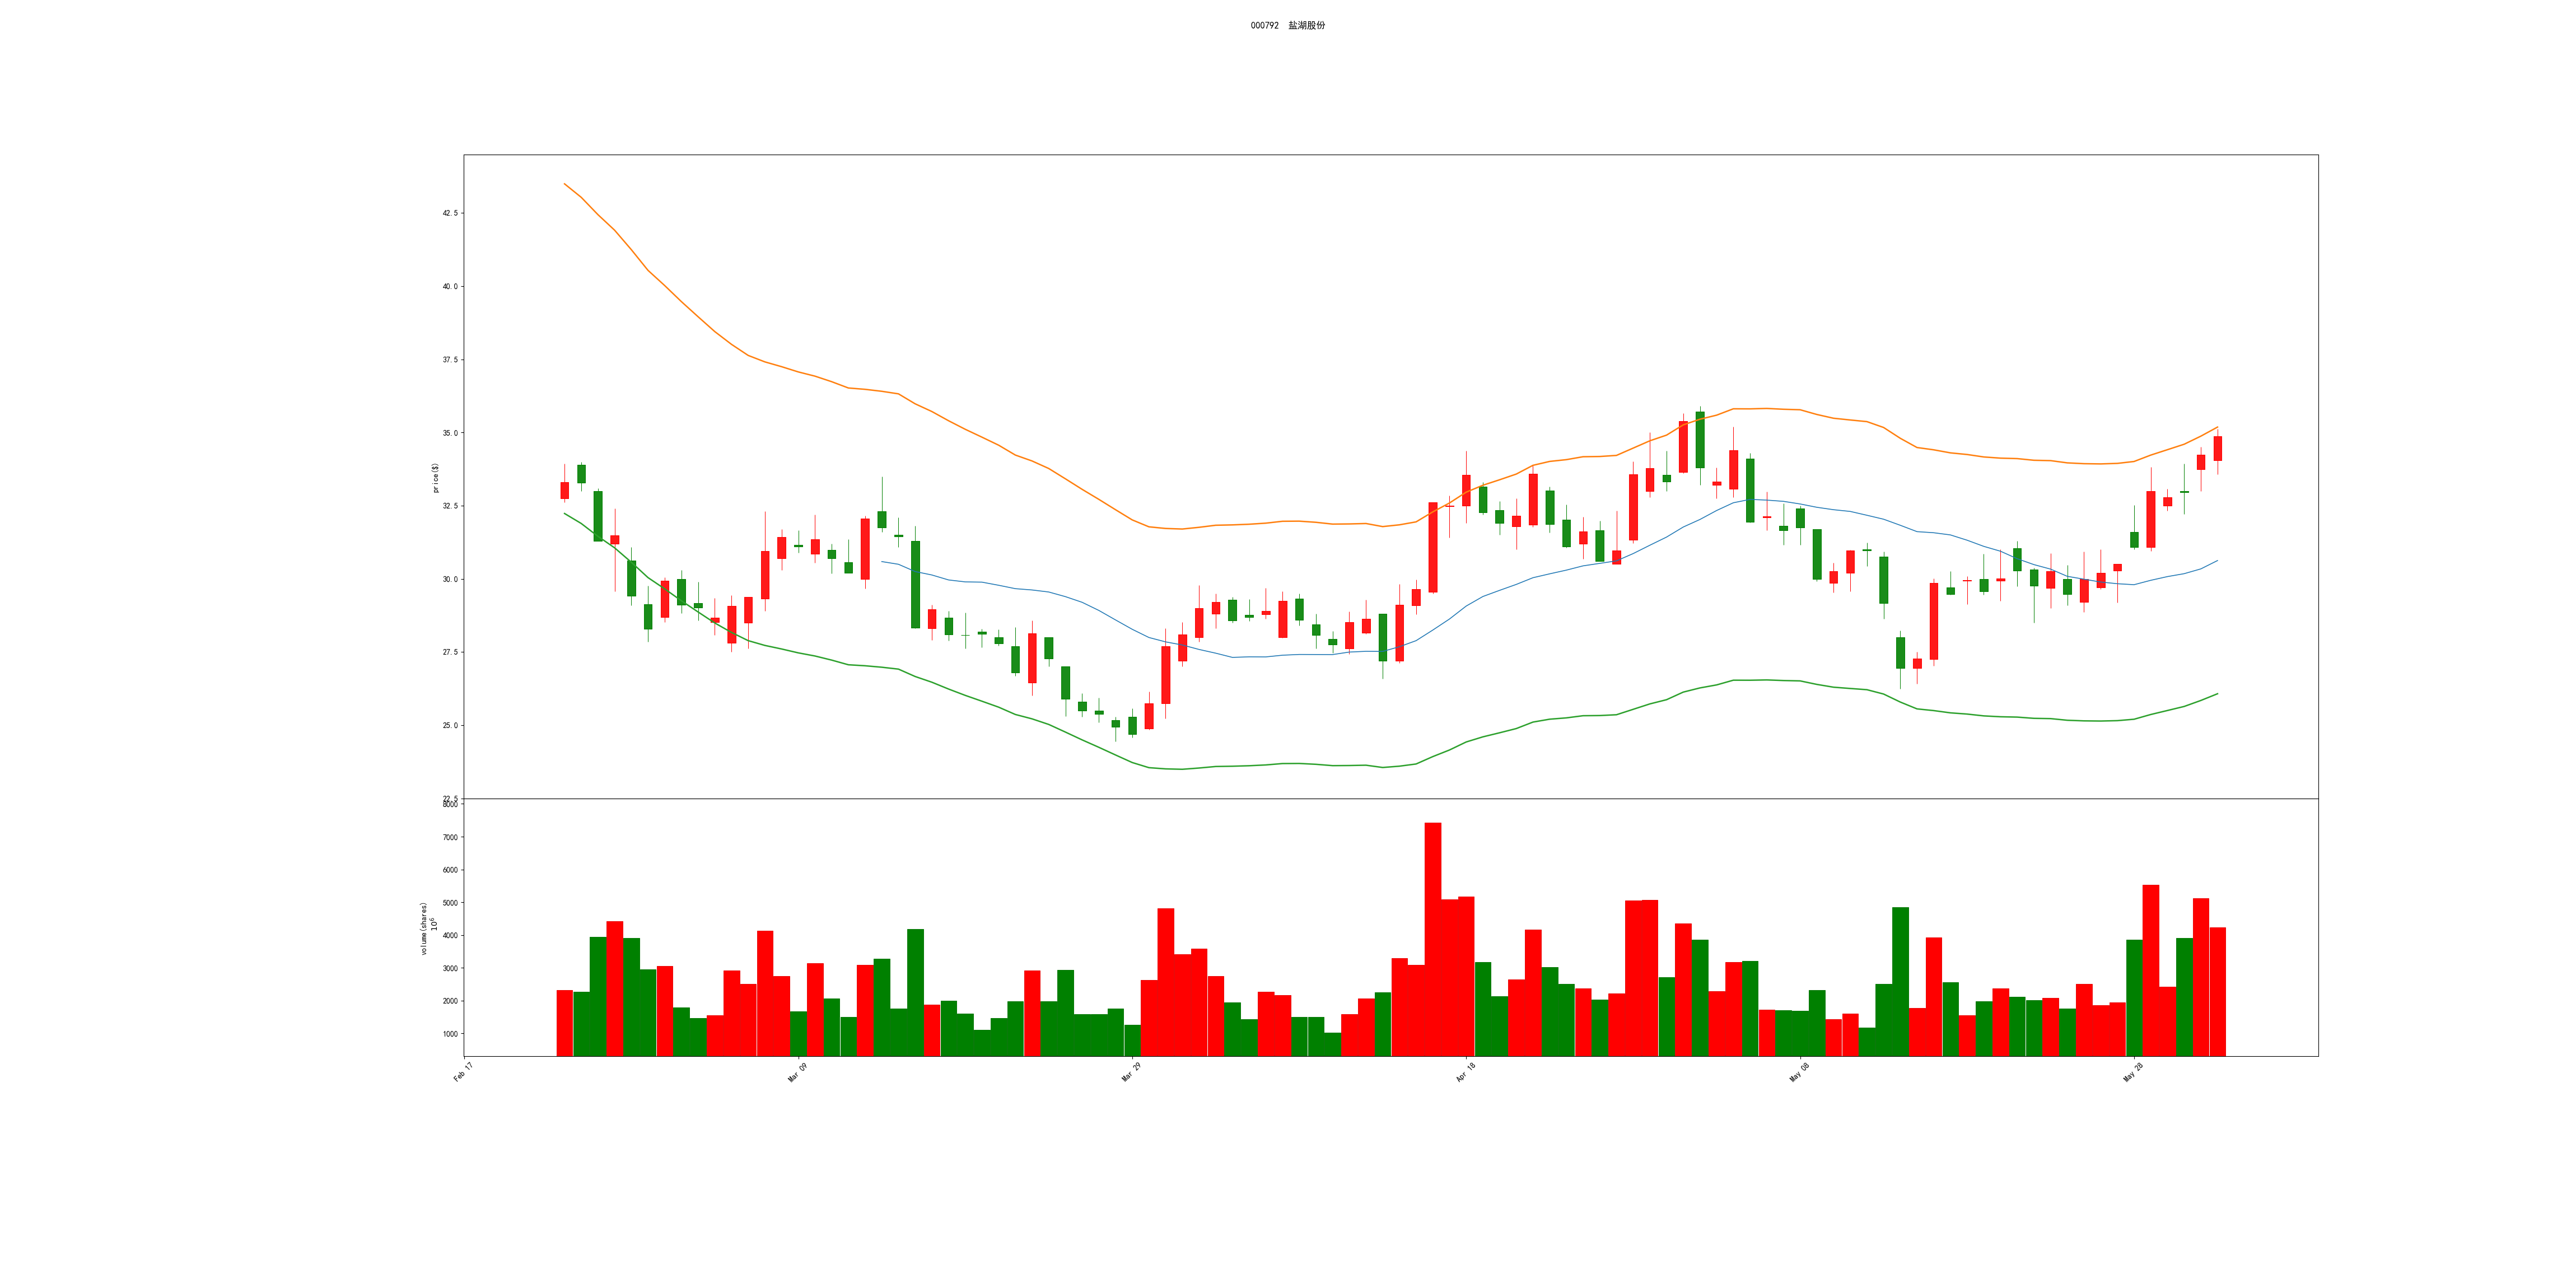 000792 盐湖股份
price($)
42.5
40.0
37.5
35.0
32.5
30.0
27.5
25.0
22.5
volume(shares)
10^6
8000
7000
6000
5000
4000
3000
2000
1000
Feb 17
Mar 09
Mar 29
Apr 18
May 08
May 28